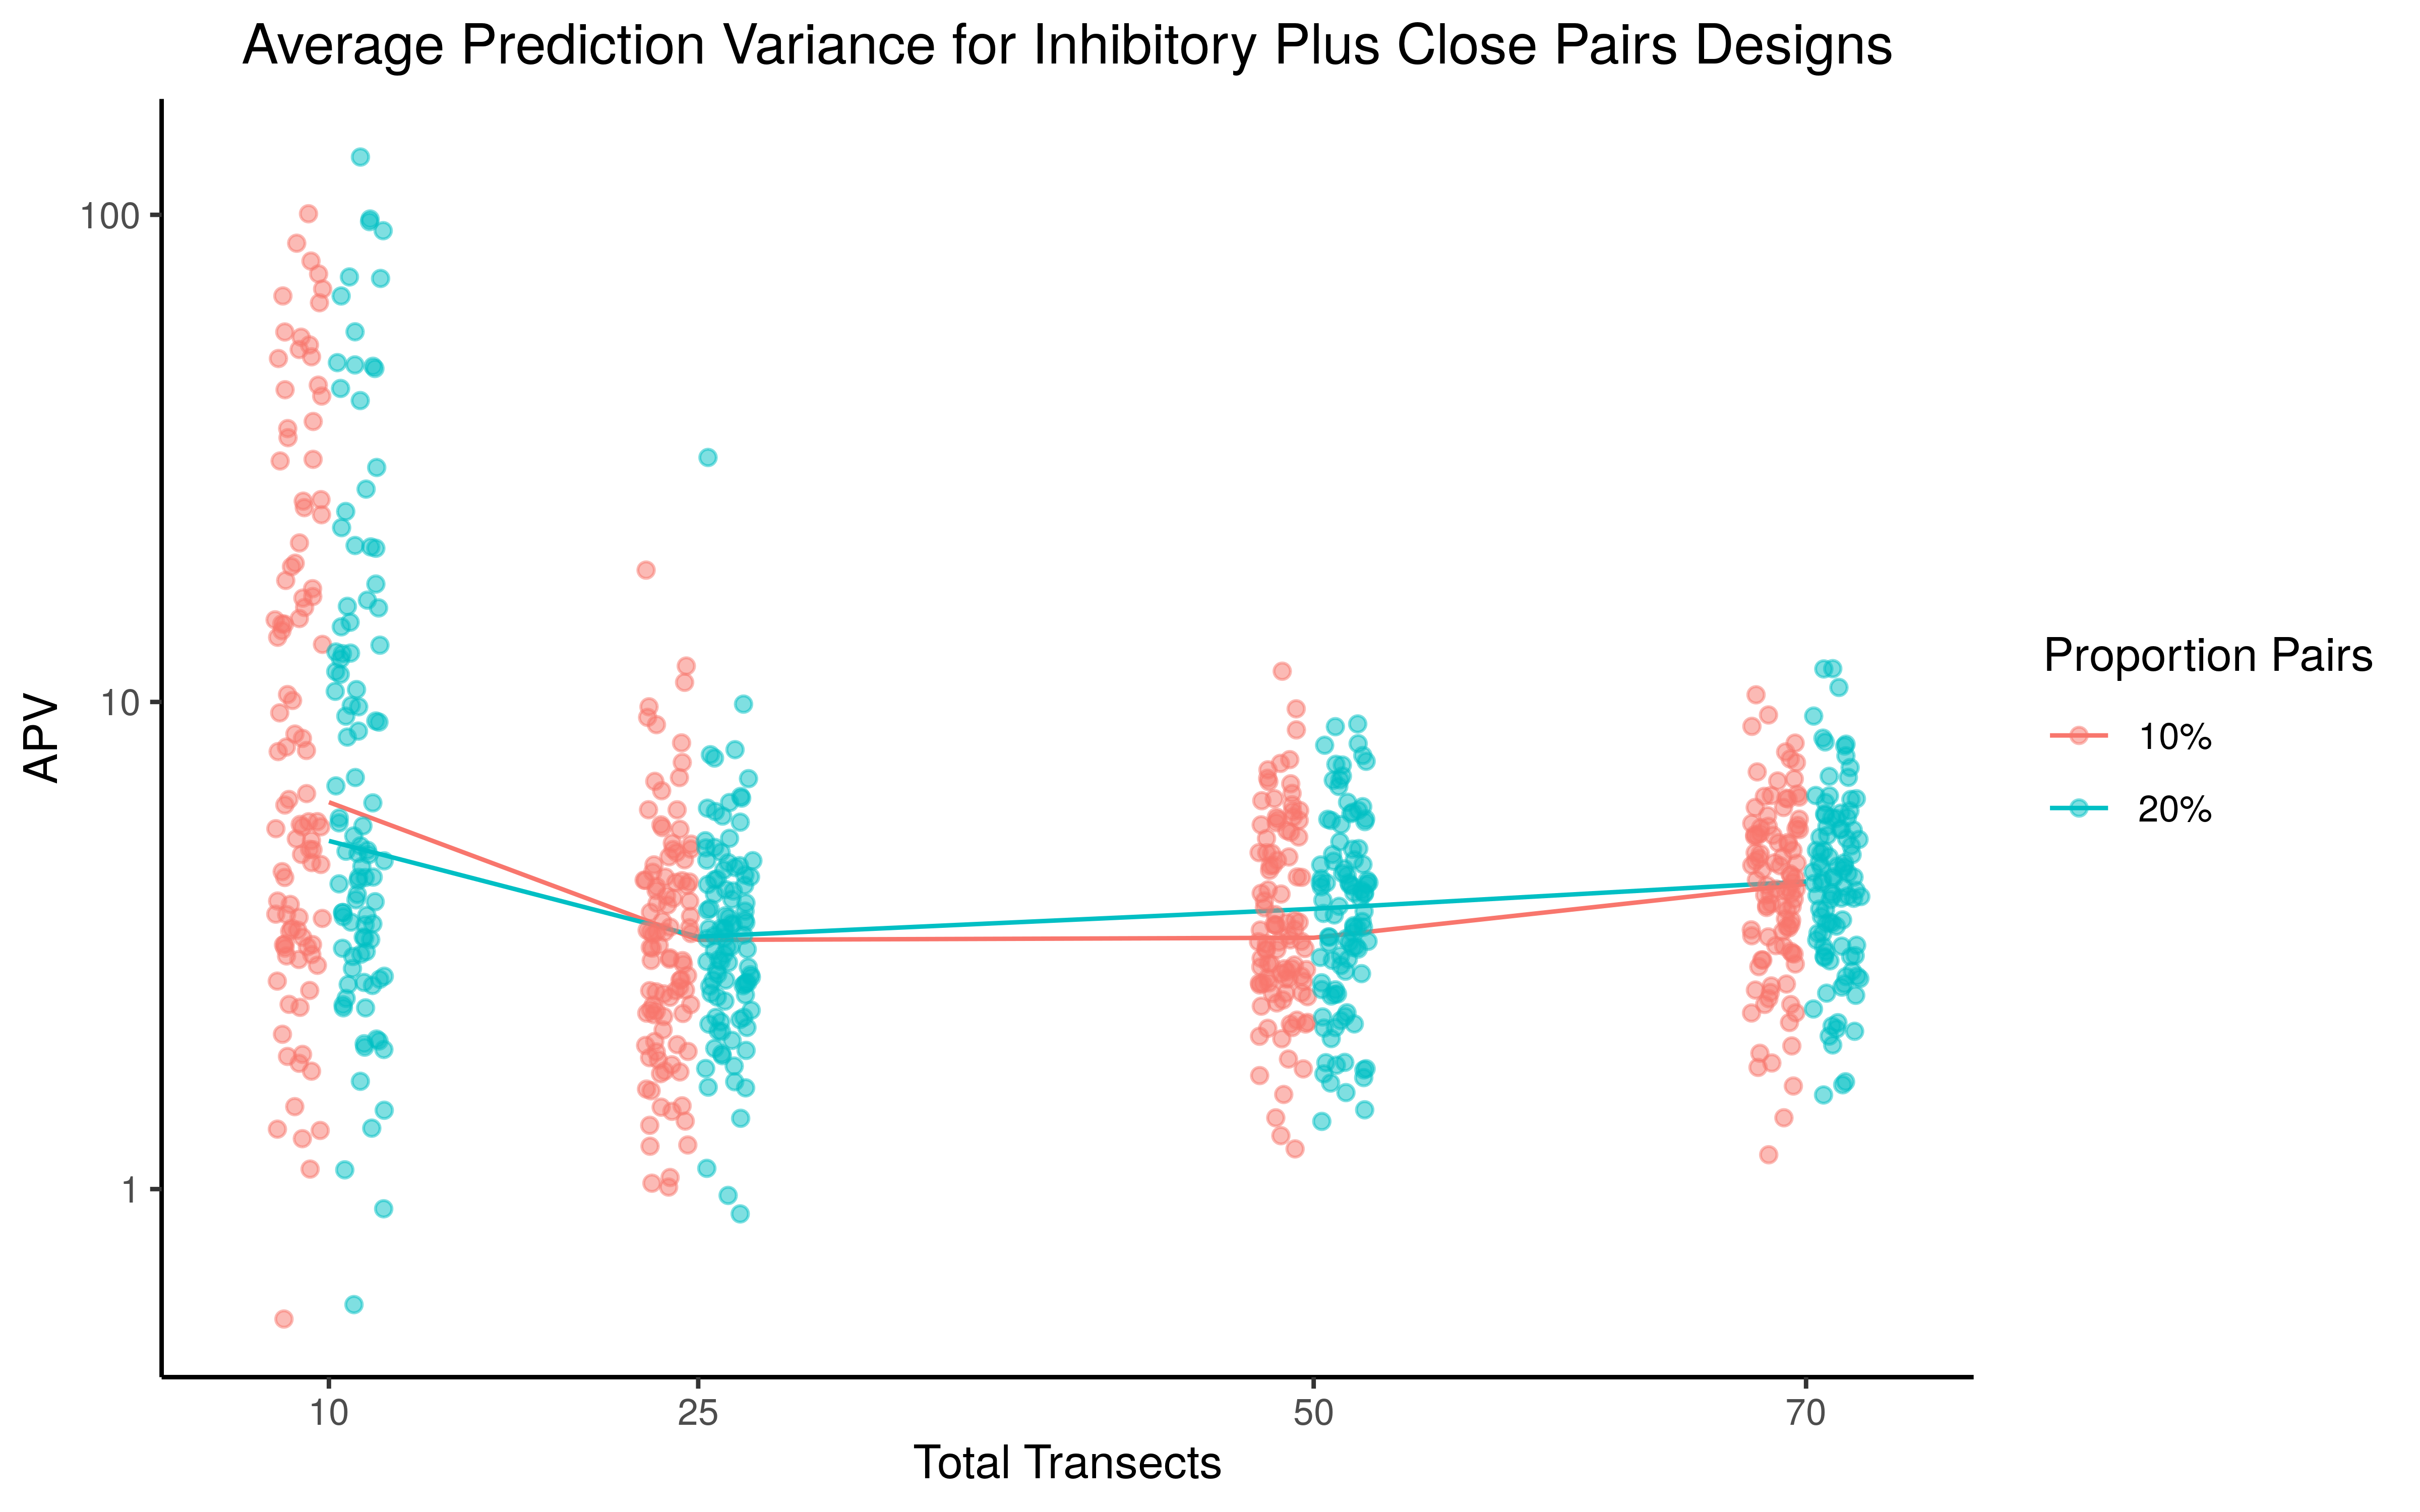 Average Prediction Variance for Inhibitory Plus Close Pairs Designs
100
10
1
APV
10 25 50 70
Total Transects
Proportion Pairs
10%
20%